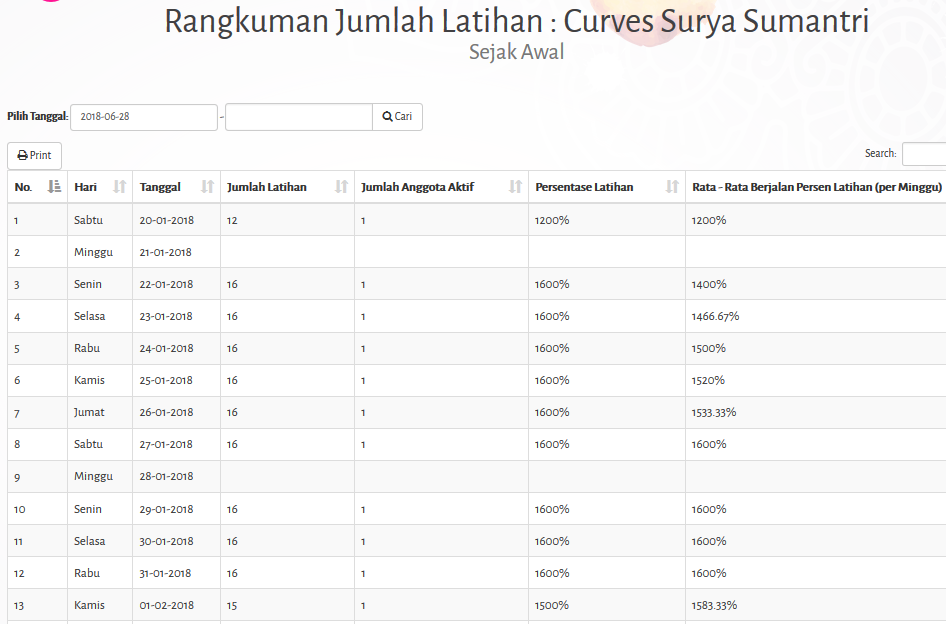 Rangkuman Jumlah Latihan : Curves Surya Sumantri
Sejak Awal
Pilih Tanggal: 2018-06-28 - Cari
Print
Search:
No. Hari Tanggal Jumlah Latihan Jumlah Anggota Aktif Persentase Latihan Rata - Rata Berjalan Persen Latihan (per Minggu)
1 Sabtu 20-01-2018 12 1 1200% 1200%
2 Minggu 21-01-2018
3 Senin 22-01-2018 16 1 1600% 1400%
4 Selasa 23-01-2018 16 1 1600% 1466.67%
5 Rabu 24-01-2018 16 1 1600% 1500%
6 Kamis 25-01-2018 16 1 1600% 1520%
7 Jumat 26-01-2018 16 1 1600% 1533.33%
8 Sabtu 27-01-2018 16 1 1600% 1600%
9 Minggu 28-01-2018
10 Senin 29-01-2018 16 1 1600% 1600%
11 Selasa 30-01-2018 16 1 1600% 1600%
12 Rabu 31-01-2018 16 1 1600% 1600%
13 Kamis 01-02-2018 15 1 1500% 1583.33%